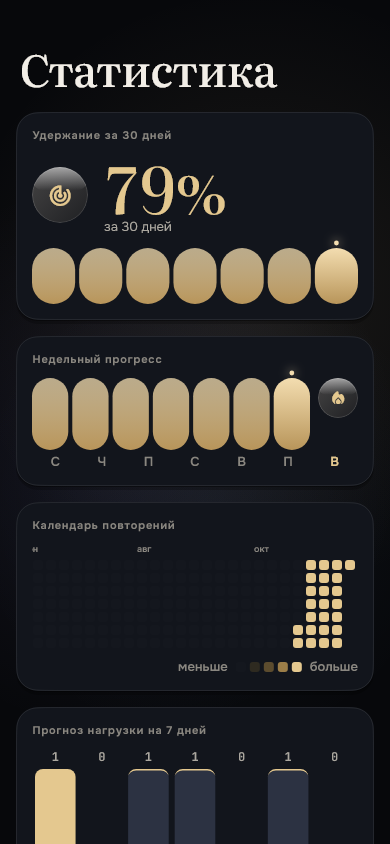 Статистика
Удержание за 30 дней
79%
за 30 дней
Недельный прогресс
С Ч П С В П В
Календарь повторений
н авг окт
меньше больше
Прогноз нагрузки на 7 дней
1 0 1 1 0 1 0